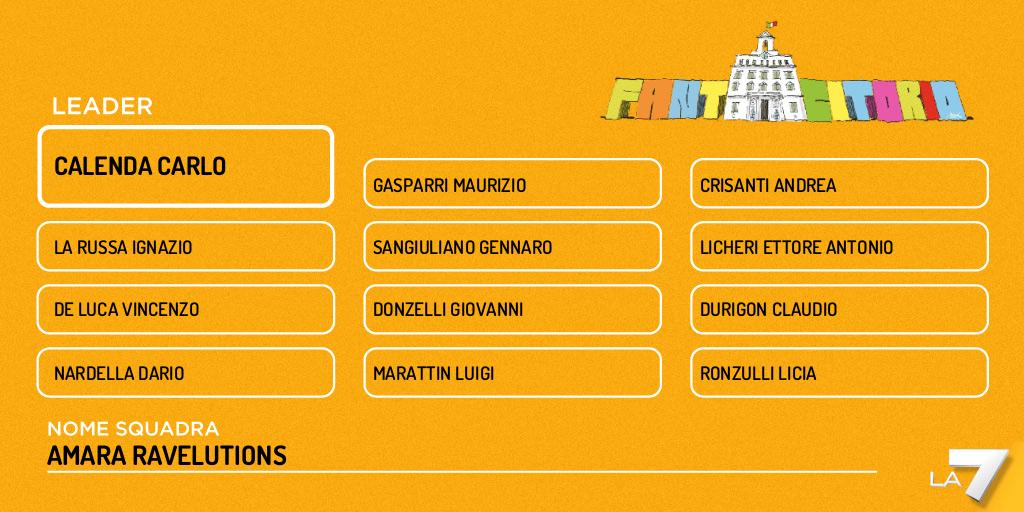 FANTACITORIO
LEADER
CALENDA CARLO
LA RUSSA IGNAZIO
DE LUCA VINCENZO
NARDELLA DARIO
GASPARRI MAURIZIO
SANGIULIANO GENNARO
DONZELLI GIOVANNI
MARATTIN LUIGI
CRISANTI ANDREA
LICHERI ETTORE ANTONIO
DURIGON CLAUDIO
RONZULLI LICIA
NOME SQUADRA
AMARA RAVELUTIONS
LA7